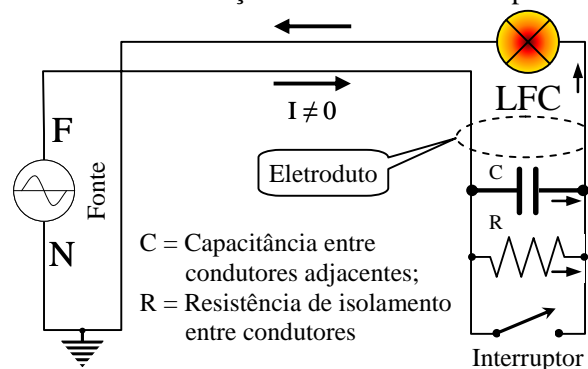 I ≠ 0
LFC
F
Fonte
N
Eletroduto
C
R
C = Capacitância entre
condutores adjacentes;
R = Resistência de isolamento
entre condutores
Interruptor